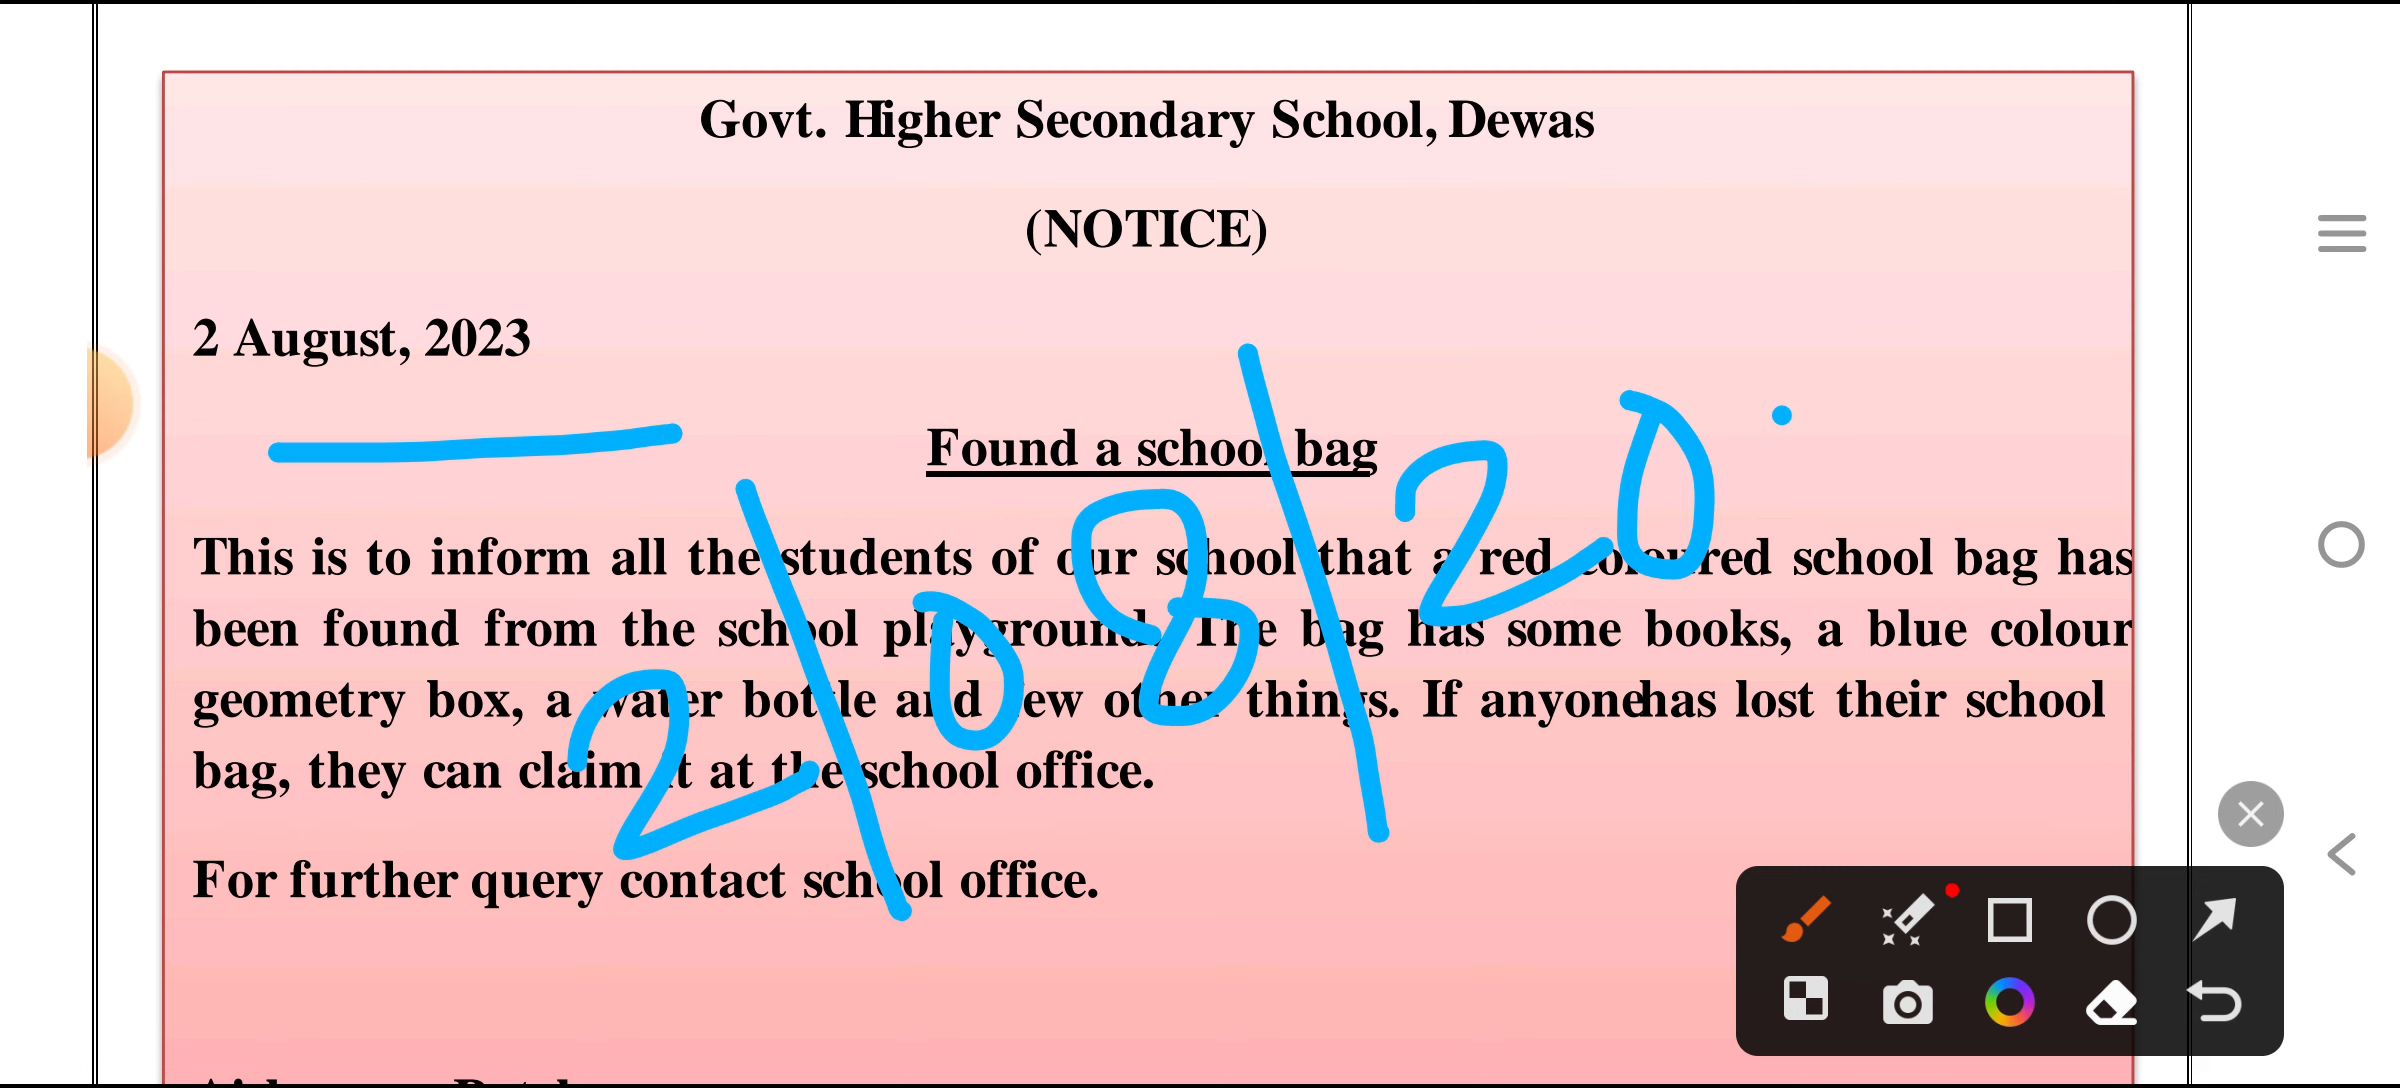 Govt. Higher Secondary School, Dewas
(NOTICE)
2 August, 2023
Found a school bag
This is to inform all the students of our school that a red coloured school bag has
been found from the school playground. The bag has some books, a blue colour
geometry box, a water bottle and few other things. If anyone has lost their school
bag, they can claim it at the school office.
For further query contact school office.
2/08/20